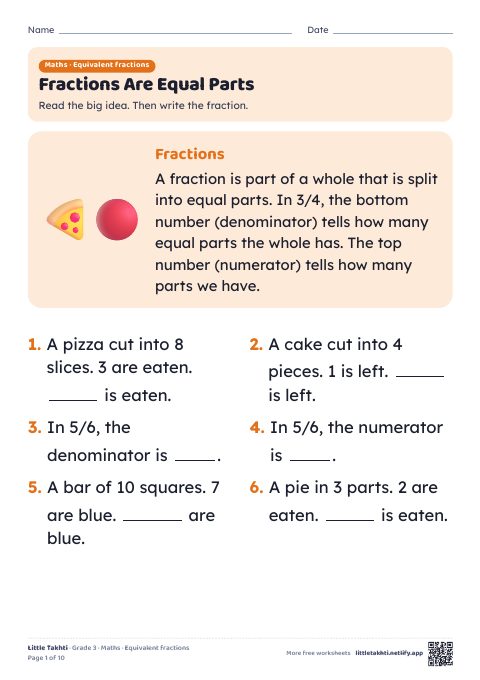 Name
Date
Maths · Equivalent fractions
Fractions Are Equal Parts
Read the big idea. Then write the fraction.
Fractions
A fraction is part of a whole that is split
into equal parts. In 3/4, the bottom
number (denominator) tells how many
equal parts the whole has. The top
number (numerator) tells how many
parts we have.
1. A pizza cut into 8
slices. 3 are eaten.
______ is eaten.
2. A cake cut into 4
pieces. 1 is left. ______
is left.
3. In 5/6, the
denominator is _____.
4. In 5/6, the numerator
is _____.
5. A bar of 10 squares. 7
are blue. _______ are
blue.
6. A pie in 3 parts. 2 are
eaten. ______ is eaten.
Little Takhti · Grade 3 · Maths · Equivalent fractions
Page 1 of 10
More free worksheets · littletakhti.netlify.app